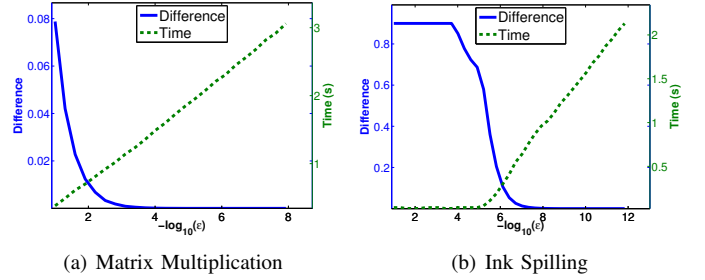 0.08
0.06
0.04
0.02
Difference
Difference
Time
3
2
1
Time (s)
2 4 6 8
−log10(ε)
(a) Matrix Multiplication
0.8
0.6
0.4
0.2
Difference
Difference
Time
2
1.5
1
0.5
Time (s)
2 4 6 8 10 12
−log10(ε)
(b) Ink Spilling